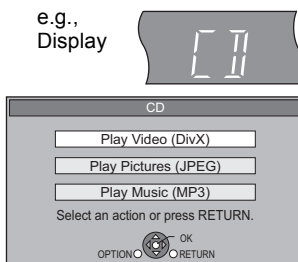 e.g.,
Display
CD
CD
Play Video (DivX)
Play Pictures (JPEG)
Play Music (MP3)
Select an action or press RETURN.
OK
OPTION RETURN